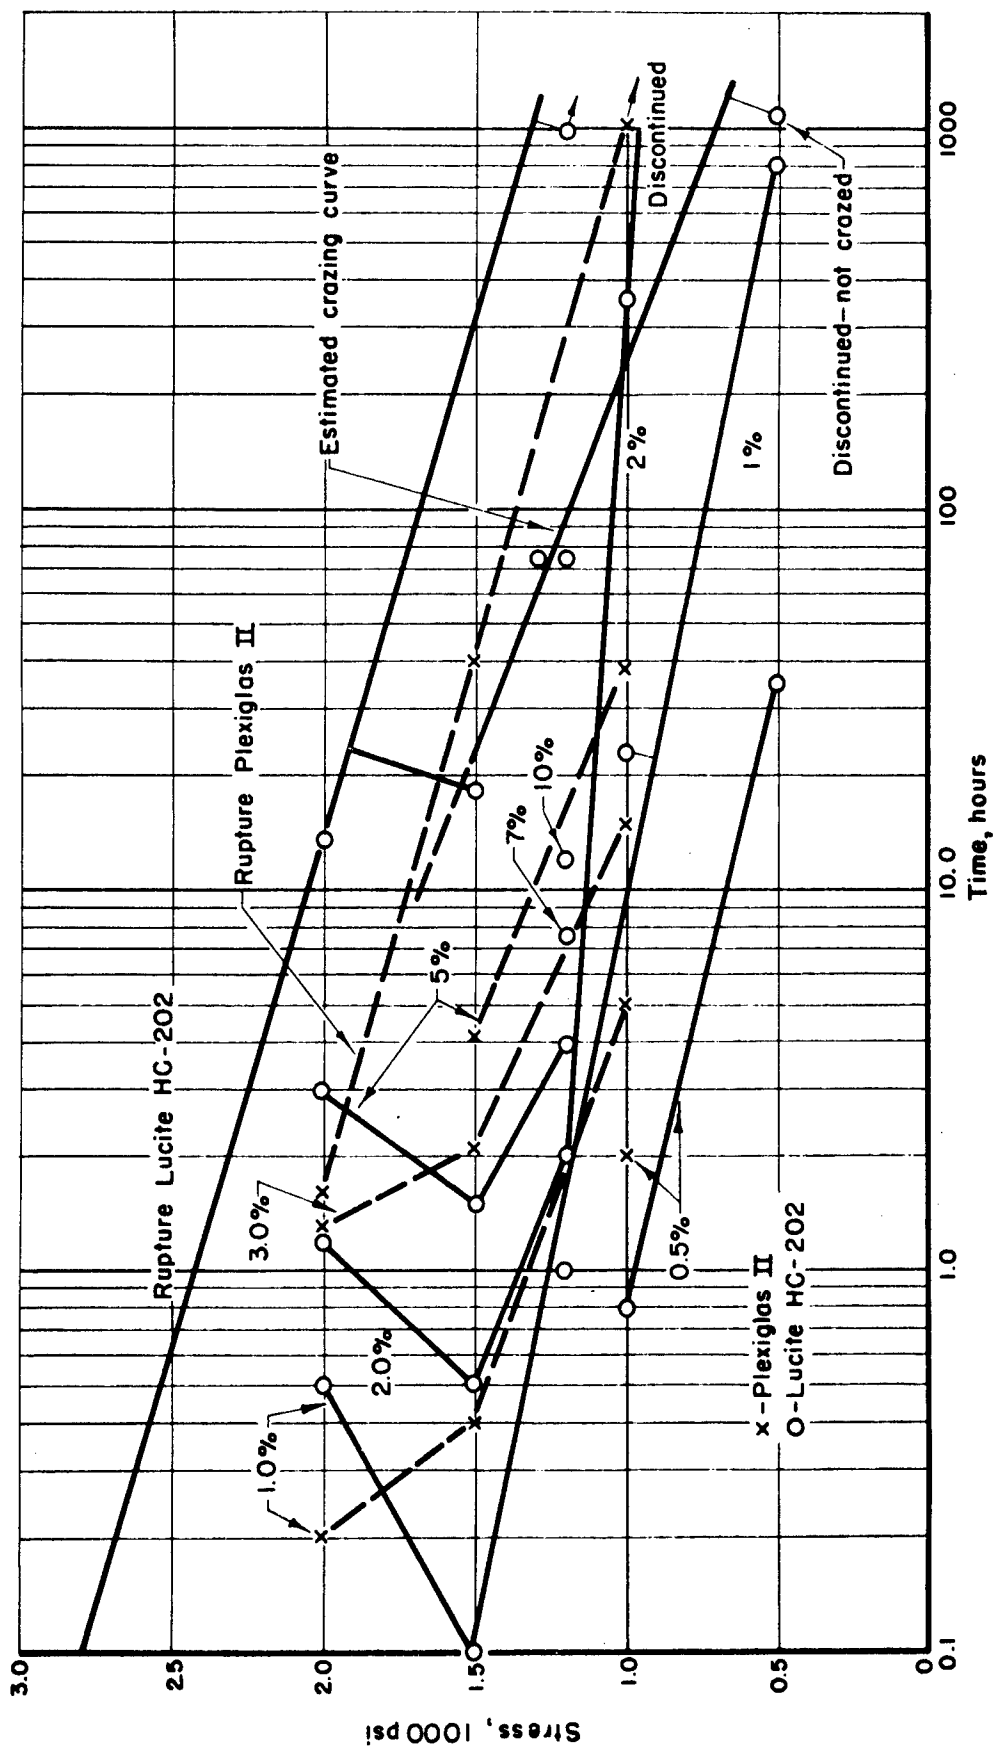 Rupture Lucite HC-202
Rupture Plexiglas II
Estimated crazing curve
3.0%
5%
1.0%
2.0%
7%
10%
2%
Discontinued
1%
Discontinued-not crazed
0.5%
x-Plexiglas II
O-Lucite HC-202
Stress, 1000 psi
3.0
2.5
2.0
1.5
1.0
0.5
0
0.1
1.0
10.0
100
1000
Time, hours